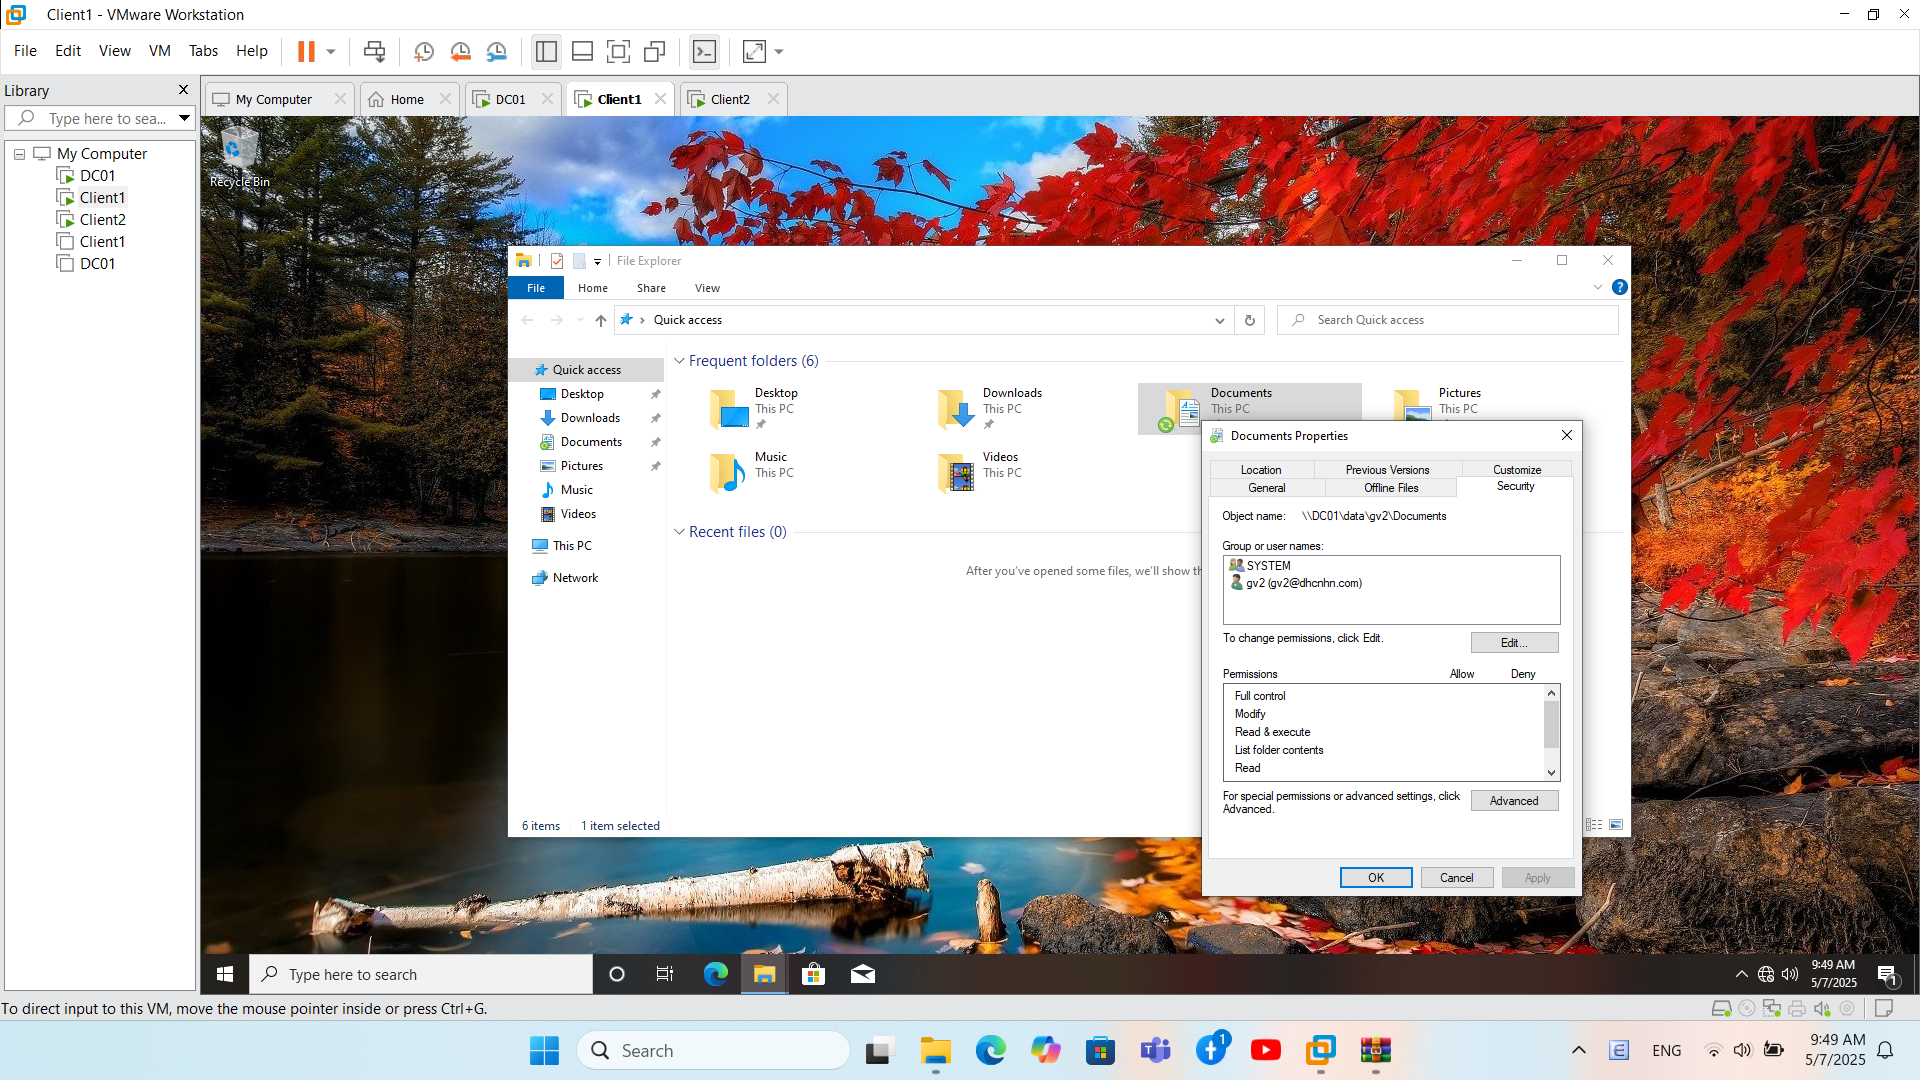 Client1 - VMware Workstation
File Edit View VM Tabs Help
Library
Type here to sea...
My Computer
DC01
Client1
Client2
Client1
DC01
My Computer Home DC01 Client1 Client2
Recycle Bin
File Explorer
File Home Share View
Quick access
Search Quick access
Quick access
Desktop
Downloads
Documents
Pictures
Music
Videos
This PC
Network
Frequent folders (6)
Desktop
This PC
Downloads
This PC
Documents
This PC
Pictures
This PC
Music
This PC
Videos
This PC
Recent files (0)
After you've opened some files, we'll show th
6 items 1 item selected
Documents Properties
Location Previous Versions Customize
General Offline Files Security
Object name: \\DC01\data\gv2\Documents
Group or user names:
SYSTEM
gv2 (gv2@dhcnhn.com)
To change permissions, click Edit.
Edit...
Permissions Allow Deny
Full control
Modify
Read & execute
List folder contents
Read
For special permissions or advanced settings, click
Advanced.
Advanced
OK Cancel Apply
Type here to search
9:49 AM
5/7/2025
1
To direct input to this VM, move the mouse pointer inside or press Ctrl+G.
Search
1
ENG
9:49 AM
5/7/2025